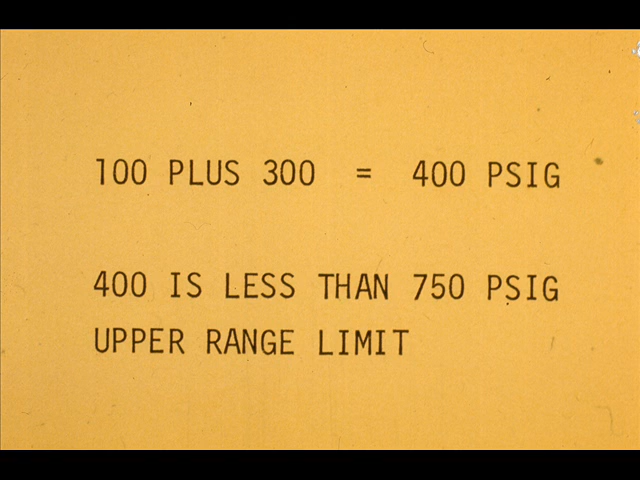 100 PLUS 300 = 400 PSIG
400 IS LESS THAN 750 PSIG
UPPER RANGE LIMIT